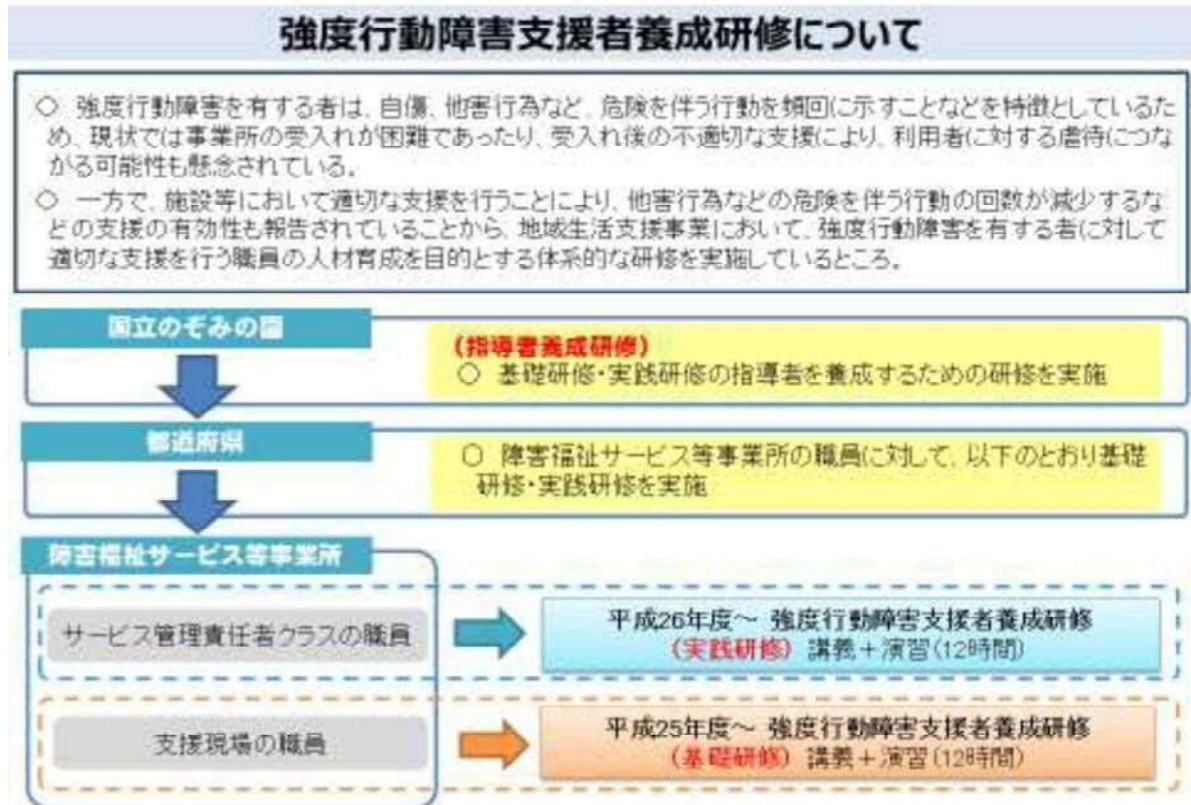 強度行動障害支援者養成研修について
○ 強度行動障害を有する者は、自傷、他害行為など、危険を伴う行動を頻回に示すことなどを特徴としているた
め、現状では事業所の受入れが困難であったり、受入れ後の不適切な支援により、利用者に対する虐待につな
がる可能性も懸念されている。
○ 一方で、施設等において適切な支援を行うことにより、他害行為などの危険を伴う行動の回数が減少するな
どの支援の有効性も報告されていることから、地域生活支援事業において、強度行動障害を有する者に対して
適切な支援を行う職員の人材育成を目的とする体系的な研修を実施しているところ。
国立のぞみの園
（指導者養成研修）
○ 基礎研修・実践研修の指導者を養成するための研修を実施
都道府県
○ 障害福祉サービス等事業所の職員に対して、以下のとおり基礎
研修・実践研修を実施
障害福祉サービス等事業所
サービス管理責任者クラスの職員
平成26年度～ 強度行動障害支援者養成研修
（実践研修） 講義＋演習(12時間)
支援現場の職員
平成25年度～ 強度行動障害支援者養成研修
（基礎研修） 講義＋演習(12時間)